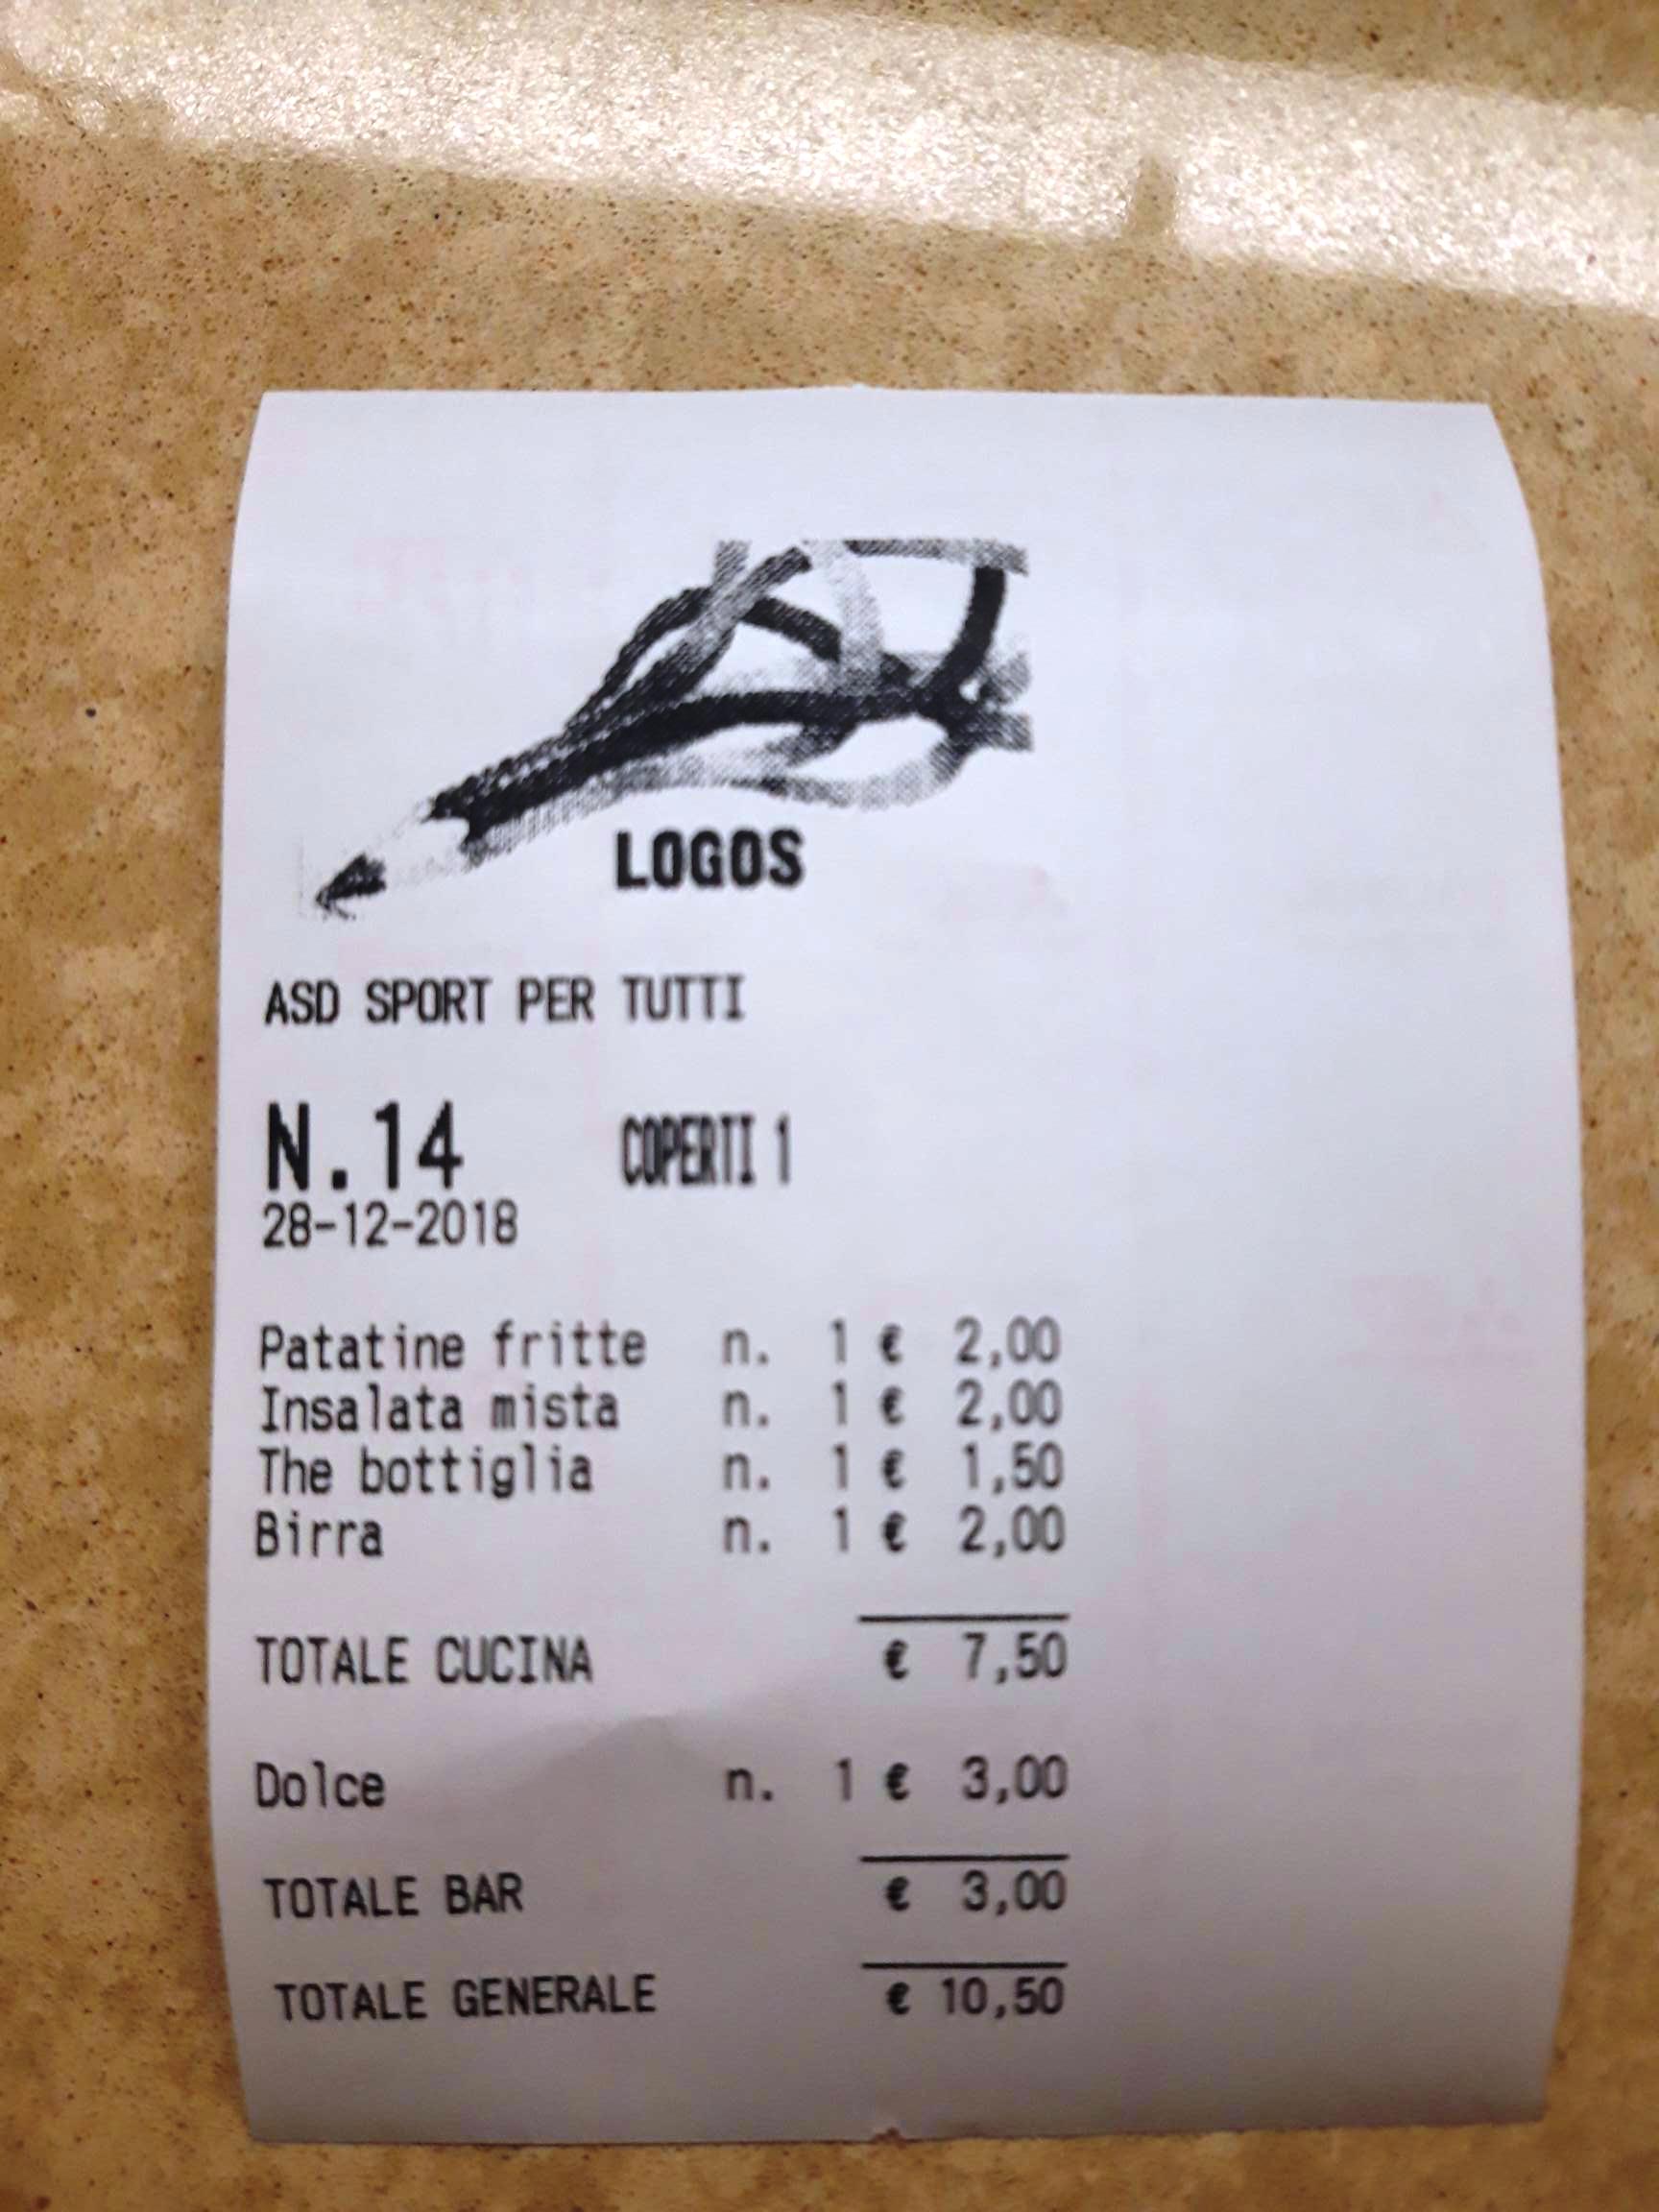 LOGOS
ASD SPORT PER TUTTI
N.14 COPERTI 1
28-12-2018
Patatine fritte n. 1 € 2,00
Insalata mista n. 1 € 2,00
The bottiglia n. 1 € 1,50
Birra n. 1 € 2,00
TOTALE CUCINA € 7,50
Dolce n. 1 € 3,00
TOTALE BAR € 3,00
TOTALE GENERALE € 10,50